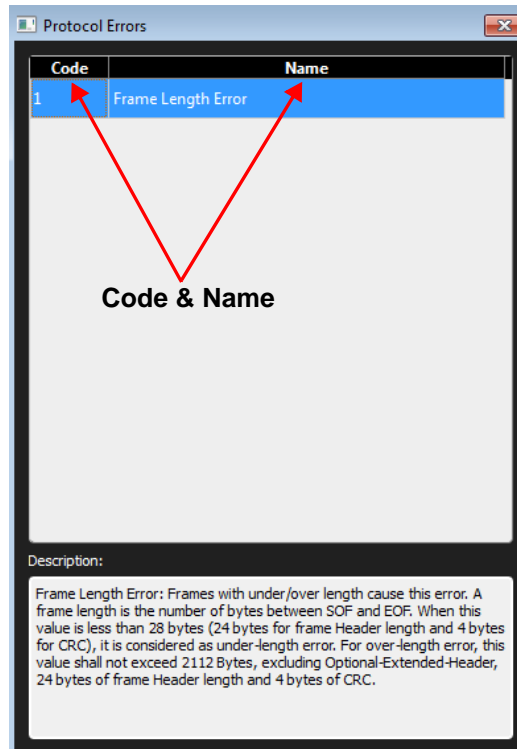 Protocol Errors
Code Name
1 Frame Length Error
Code & Name
Description:
Frame Length Error: Frames with under/over length cause this error. A
frame length is the number of bytes between SOF and EOF. When this
value is less than 28 bytes (24 bytes for frame Header length and 4 bytes
for CRC), it is considered as under-length error. For over-length error, this
value shall not exceed 2112 Bytes, excluding Optional-Extended-Header,
24 bytes of frame Header length and 4 bytes of CRC.